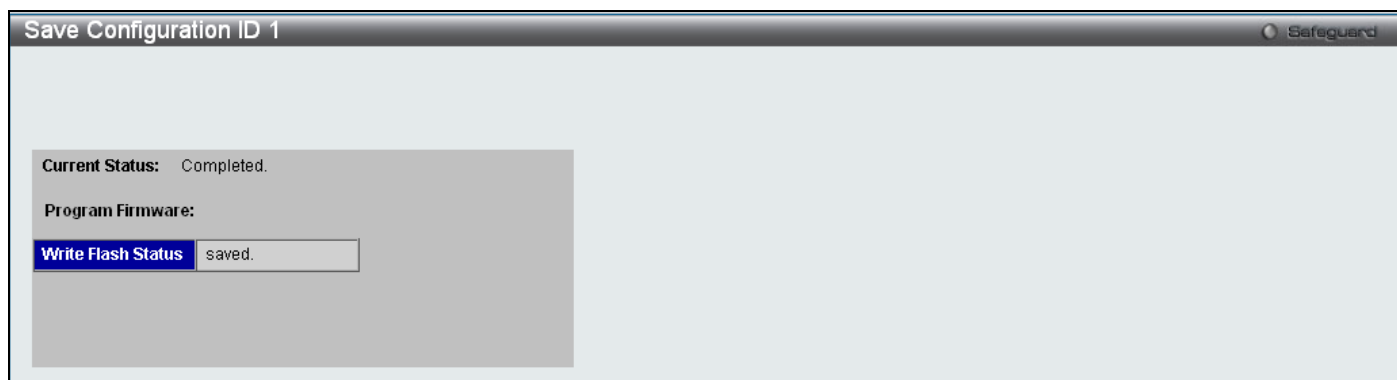 Save Configuration ID 1
Safeguard
Current Status: Completed.
Program Firmware:
Write Flash Status saved.